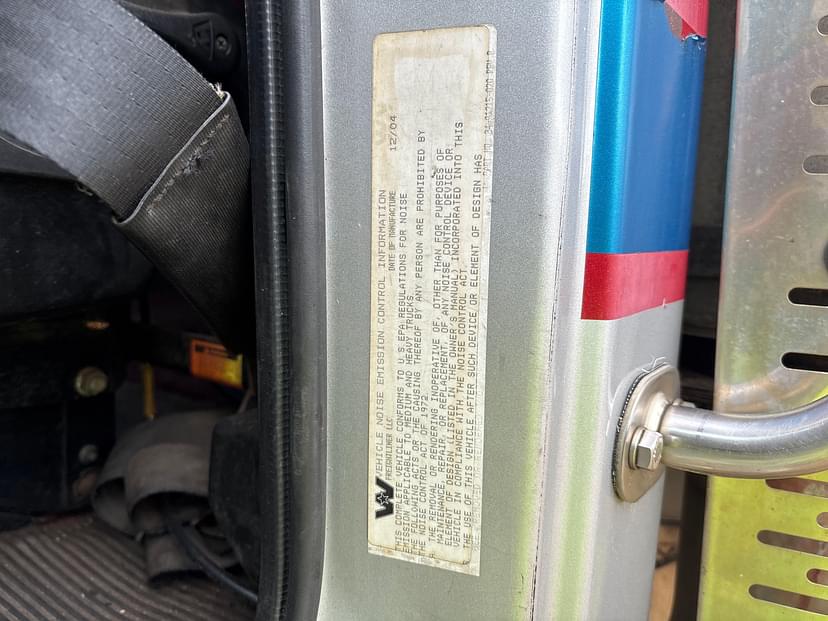 VEHICLE NOISE EMISSION CONTROL INFORMATION
FREIGHTLINER LLC DATE OF MANUFACTURE 12/04
THIS COMPLETE VEHICLE CONFORMS TO U.S. EPA REGULATIONS FOR NOISE
EMISSION APPLICABLE TO MEDIUM AND HEAVY TRUCKS.
THE FOLLOWING ACTS OR THE CAUSING THEREOF BY ANY PERSON ARE PROHIBITED BY
THE NOISE CONTROL ACT OF 1972.
A. THE REMOVAL OR RENDERING INOPERATIVE OF, OTHER THAN FOR PURPOSES OF
MAINTENANCE, REPAIR, OR REPLACEMENT, OF ANY NOISE CONTROL DEVICE OR
ELEMENT OF DESIGN (LISTED IN THE OWNER'S MANUAL) INCORPORATED INTO THIS
VEHICLE IN COMPLIANCE WITH THE NOISE CONTROL ACT.
THE USE OF THIS VEHICLE AFTER SUCH DEVICE OR ELEMENT OF DESIGN HAS
PART NO.